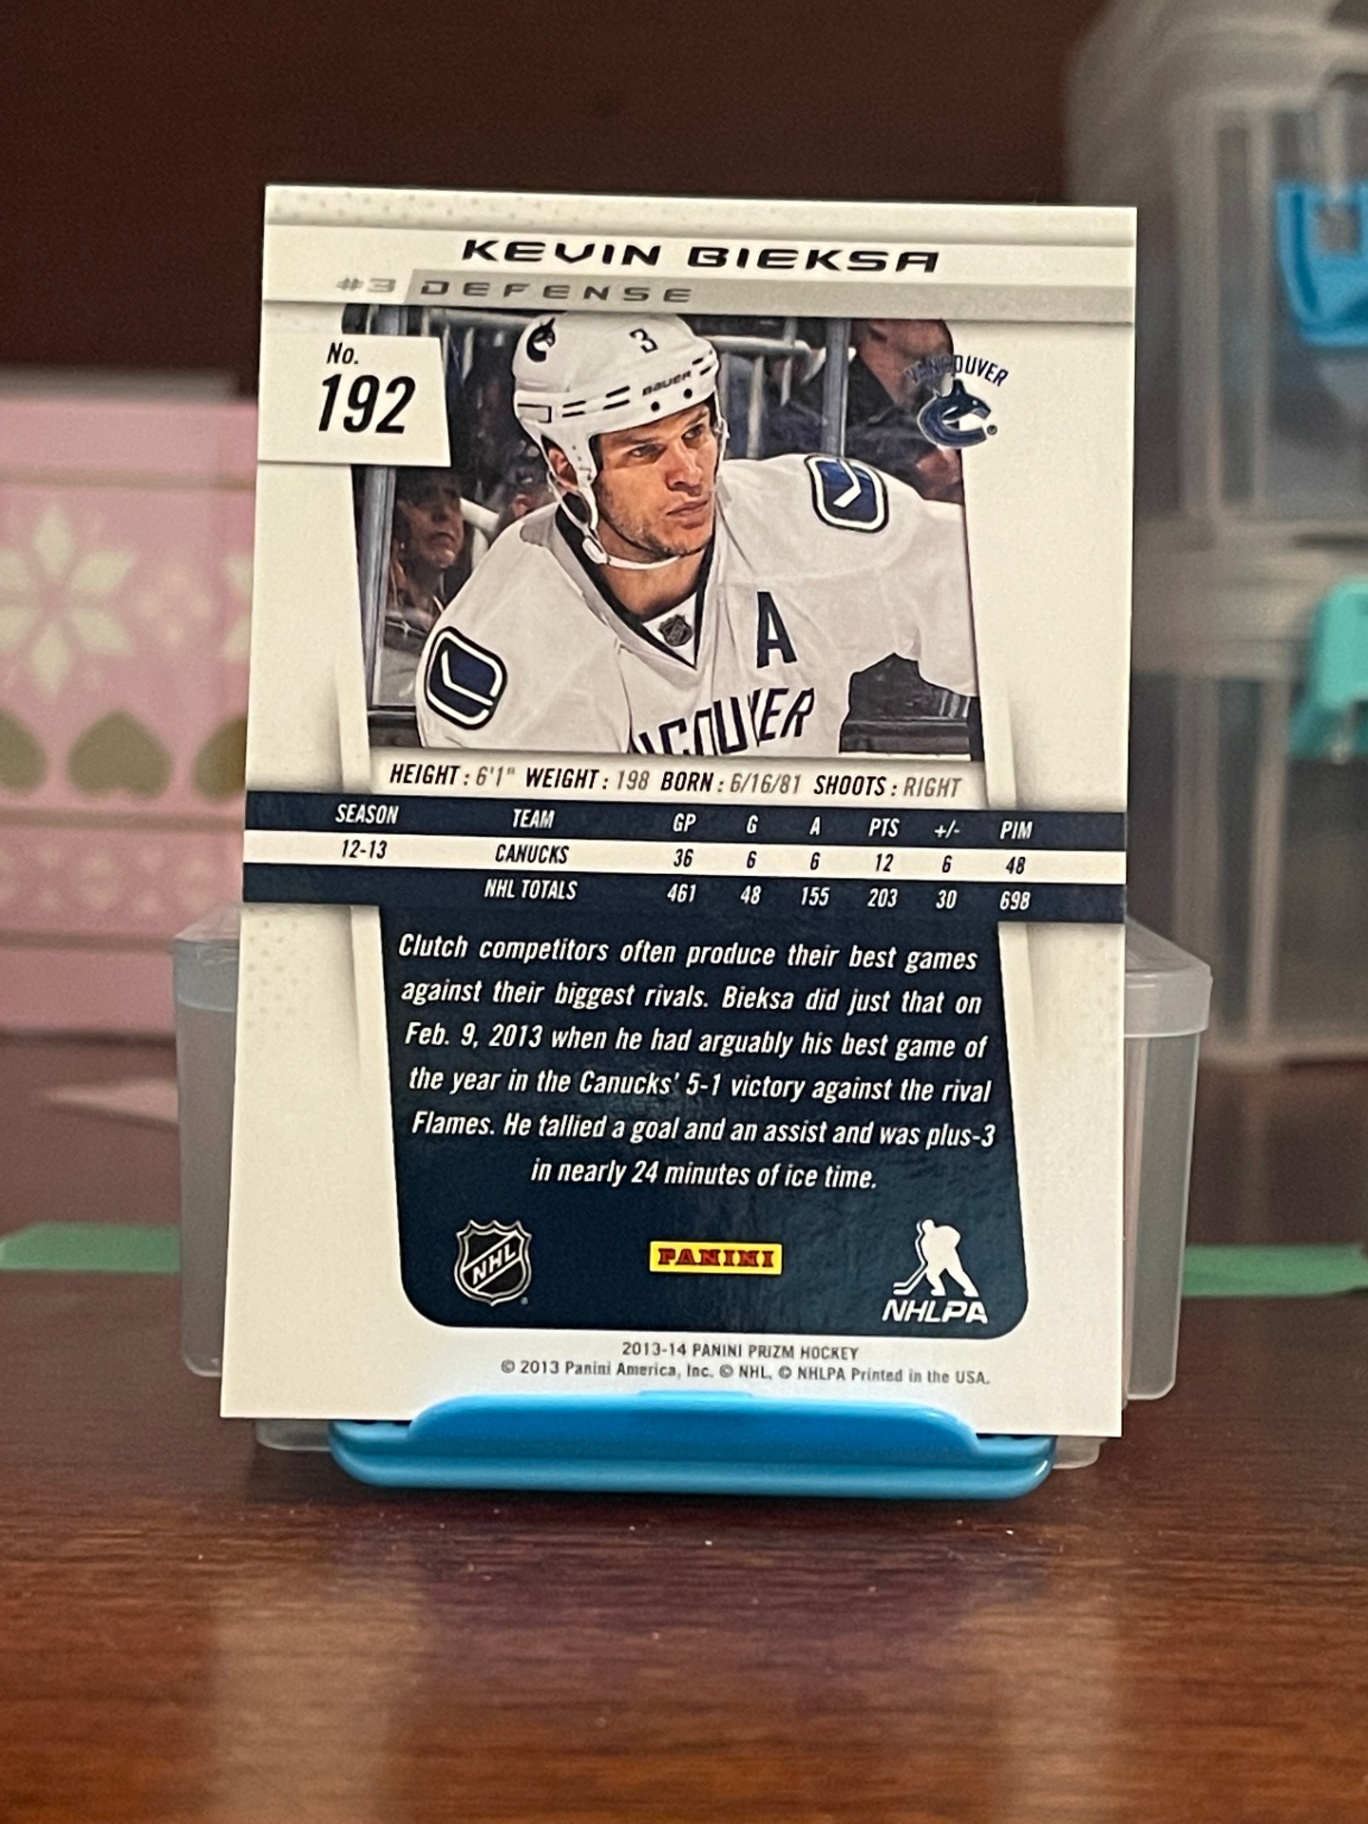 KEVIN BIEKSA
#3 DEFENSE
No.
192
VANCOUVER
3
BAUER
A
HEIGHT : 6'1" WEIGHT : 198 BORN : 6/16/81 SHOOTS : RIGHT
SEASON TEAM GP G A PTS +/- PIM
12-13 CANUCKS 36 6 6 12 6 48
NHL TOTALS 461 48 155 203 30 698
Clutch competitors often produce their best games
against their biggest rivals. Bieksa did just that on
Feb. 9, 2013 when he had arguably his best game of
the year in the Canucks' 5-1 victory against the rival
Flames. He tallied a goal and an assist and was plus-3
in nearly 24 minutes of ice time.
NHL PANINI NHLPA
2013-14 PANINI PRIZM HOCKEY
© 2013 Panini America, Inc. © NHL, © NHLPA Printed in the USA.